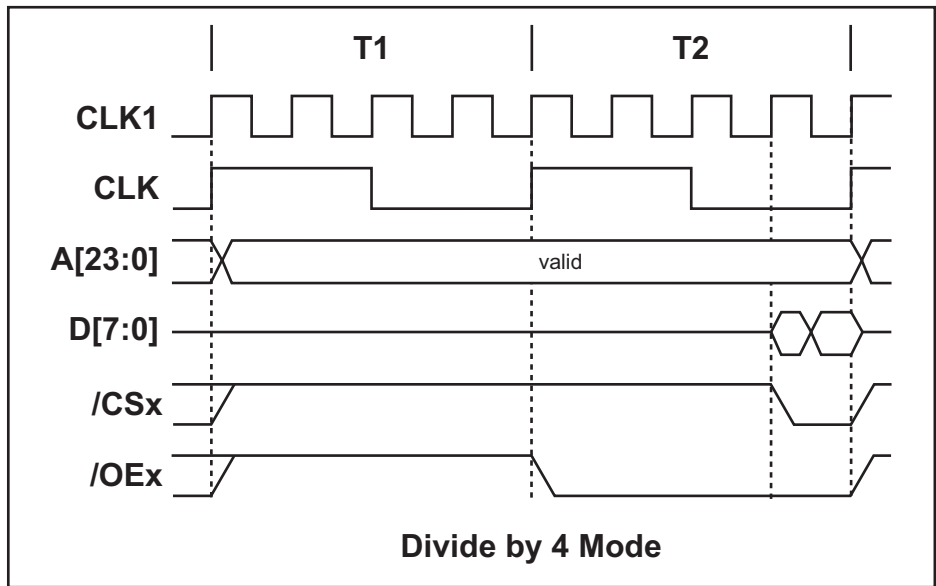 T1 T2
CLK1
CLK
A[23:0] valid
D[7:0]
/CSx
/OEx
Divide by 4 Mode